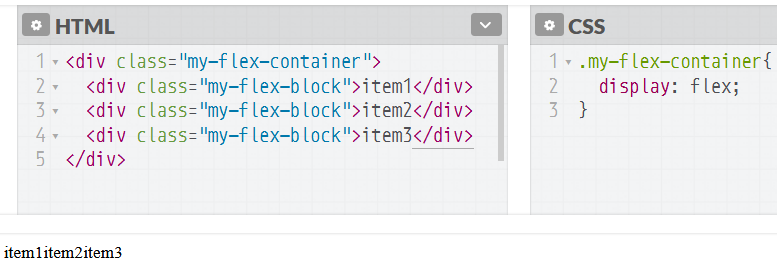 HTML
1 <div class="my-flex-container">
2 <div class="my-flex-block">item1</div>
3 <div class="my-flex-block">item2</div>
4 <div class="my-flex-block">item3</div>
5 </div>
CSS
1 .my-flex-container{
2 display: flex;
3 }
item1item2item3